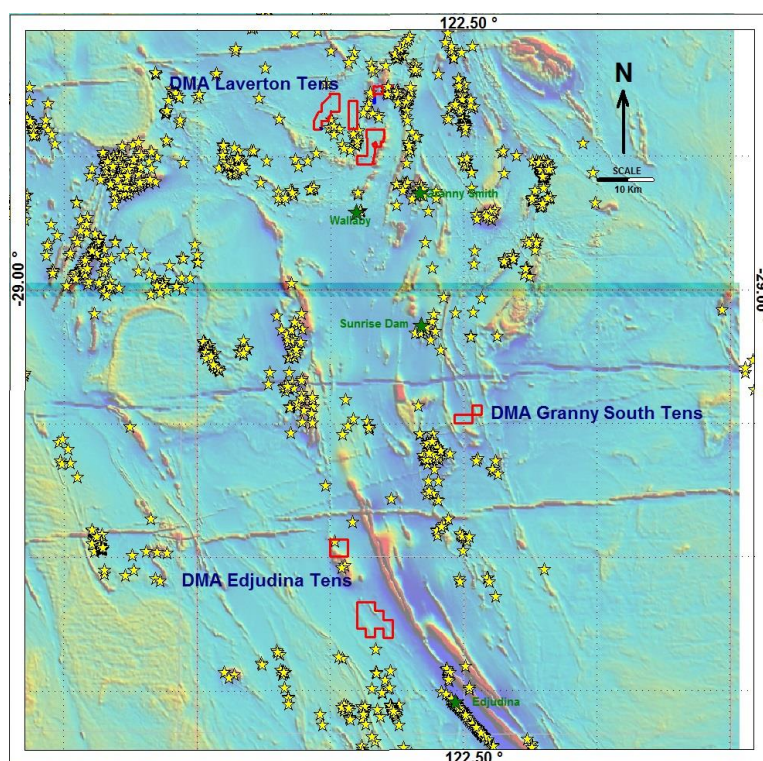 122.50 °
DMA Laverton Tens
N
SCALE
10 Km
Granny Smith
Wallaby
-29.00 °
-29.00
Sunrise Dam
DMA Granny South Tens
DMA Edjudina Tens
Edjudina
122.50 °